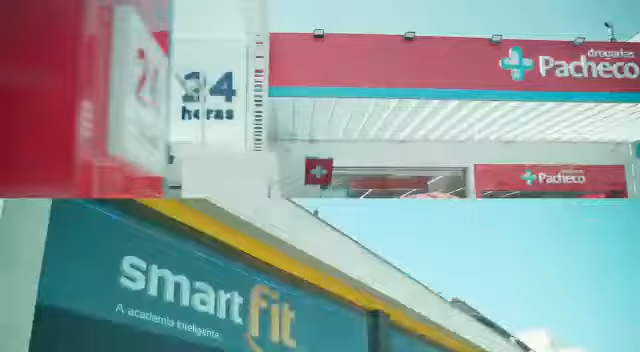 24
horas
drogarias
Pacheco
Pacheco
smart fit
A academia inteligente